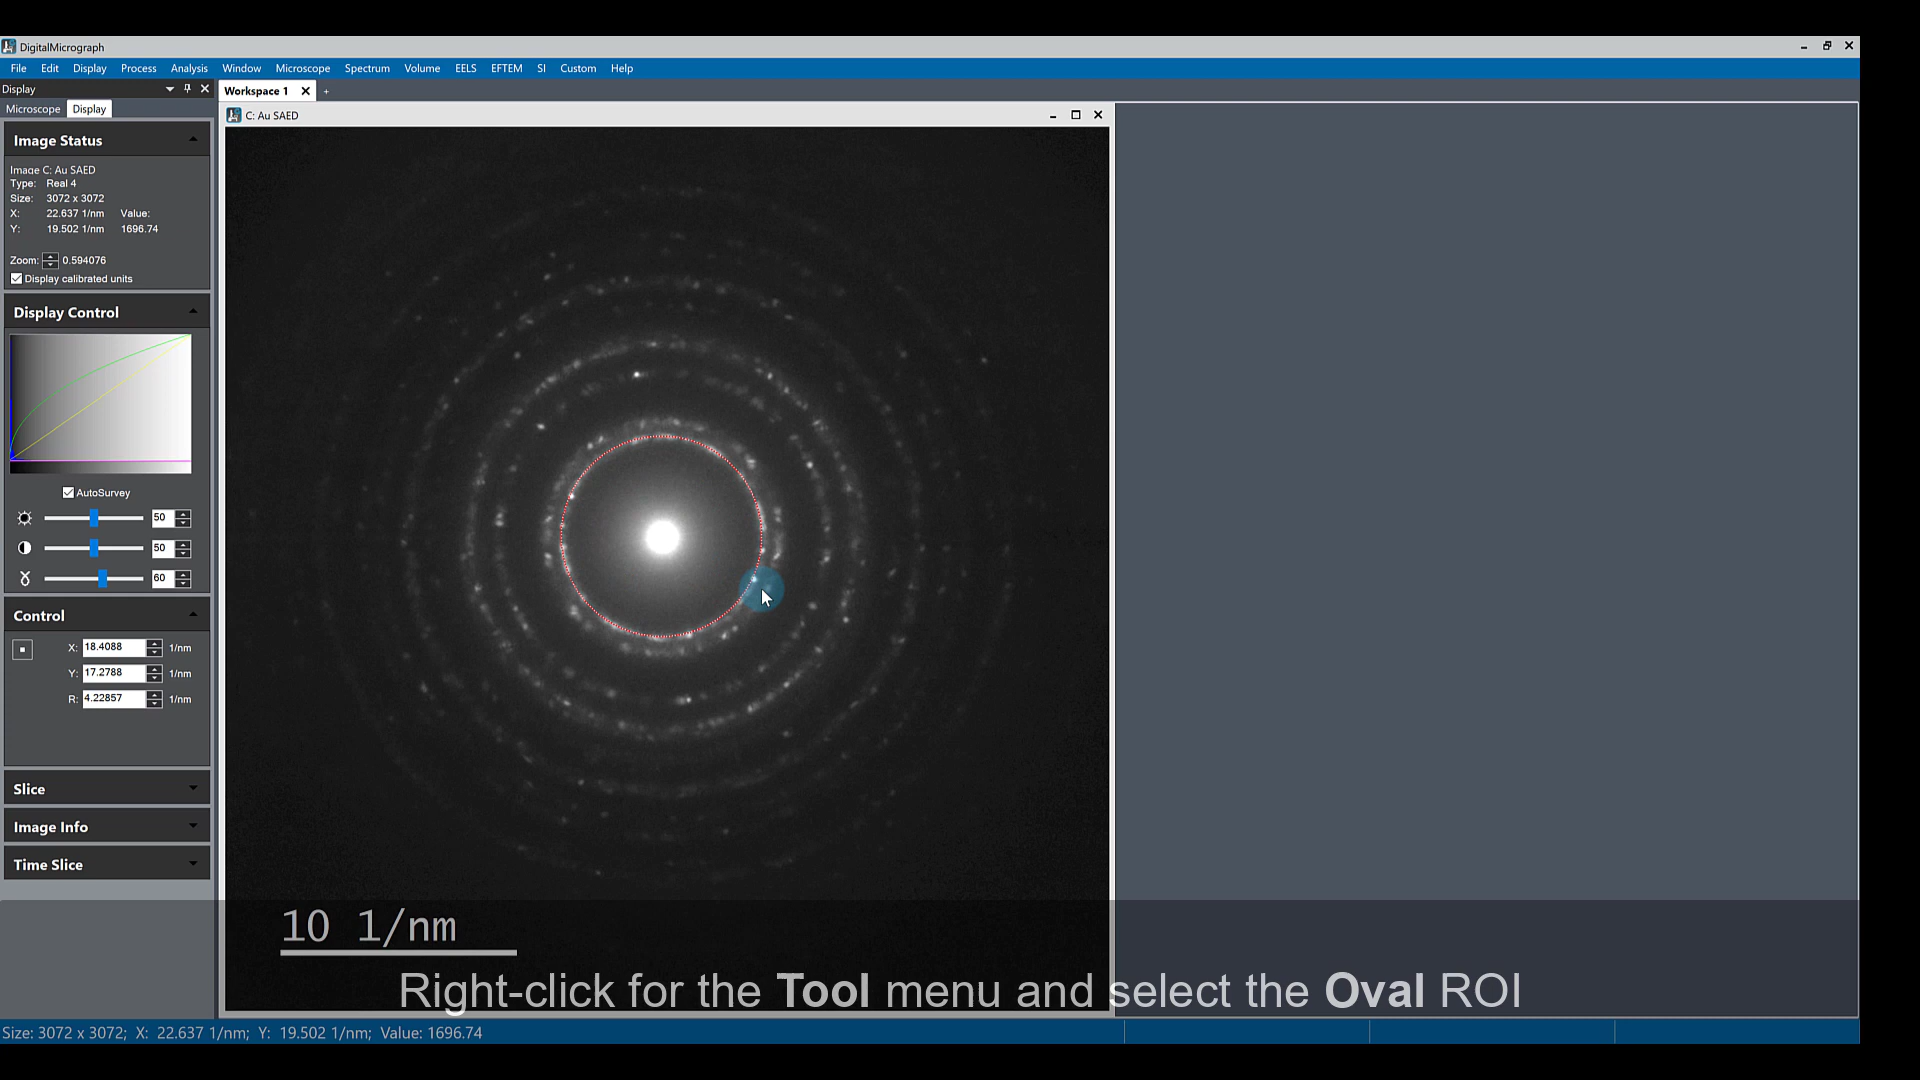 DigitalMicrograph
File Edit Display Process Analysis Window Microscope Spectrum Volume EELS EFTEM SI Custom Help
Display
Workspace 1
Microscope Display
C: Au SAED
Image Status
Image C: Au SAED
Type: Real 4
Size: 3072 x 3072
X: 22.637 1/nm Value:
Y: 19.502 1/nm 1696.74
Zoom: 0.594076
Display calibrated units
Display Control
AutoSurvey
50
50
60
Control
X: 18.4088 1/nm
Y: 17.2788 1/nm
R: 4.22857 1/nm
Slice
Image Info
Time Slice
10 1/nm
Right-click for the Tool menu and select the Oval ROI
Size: 3072 x 3072; X: 22.637 1/nm; Y: 19.502 1/nm; Value: 1696.74